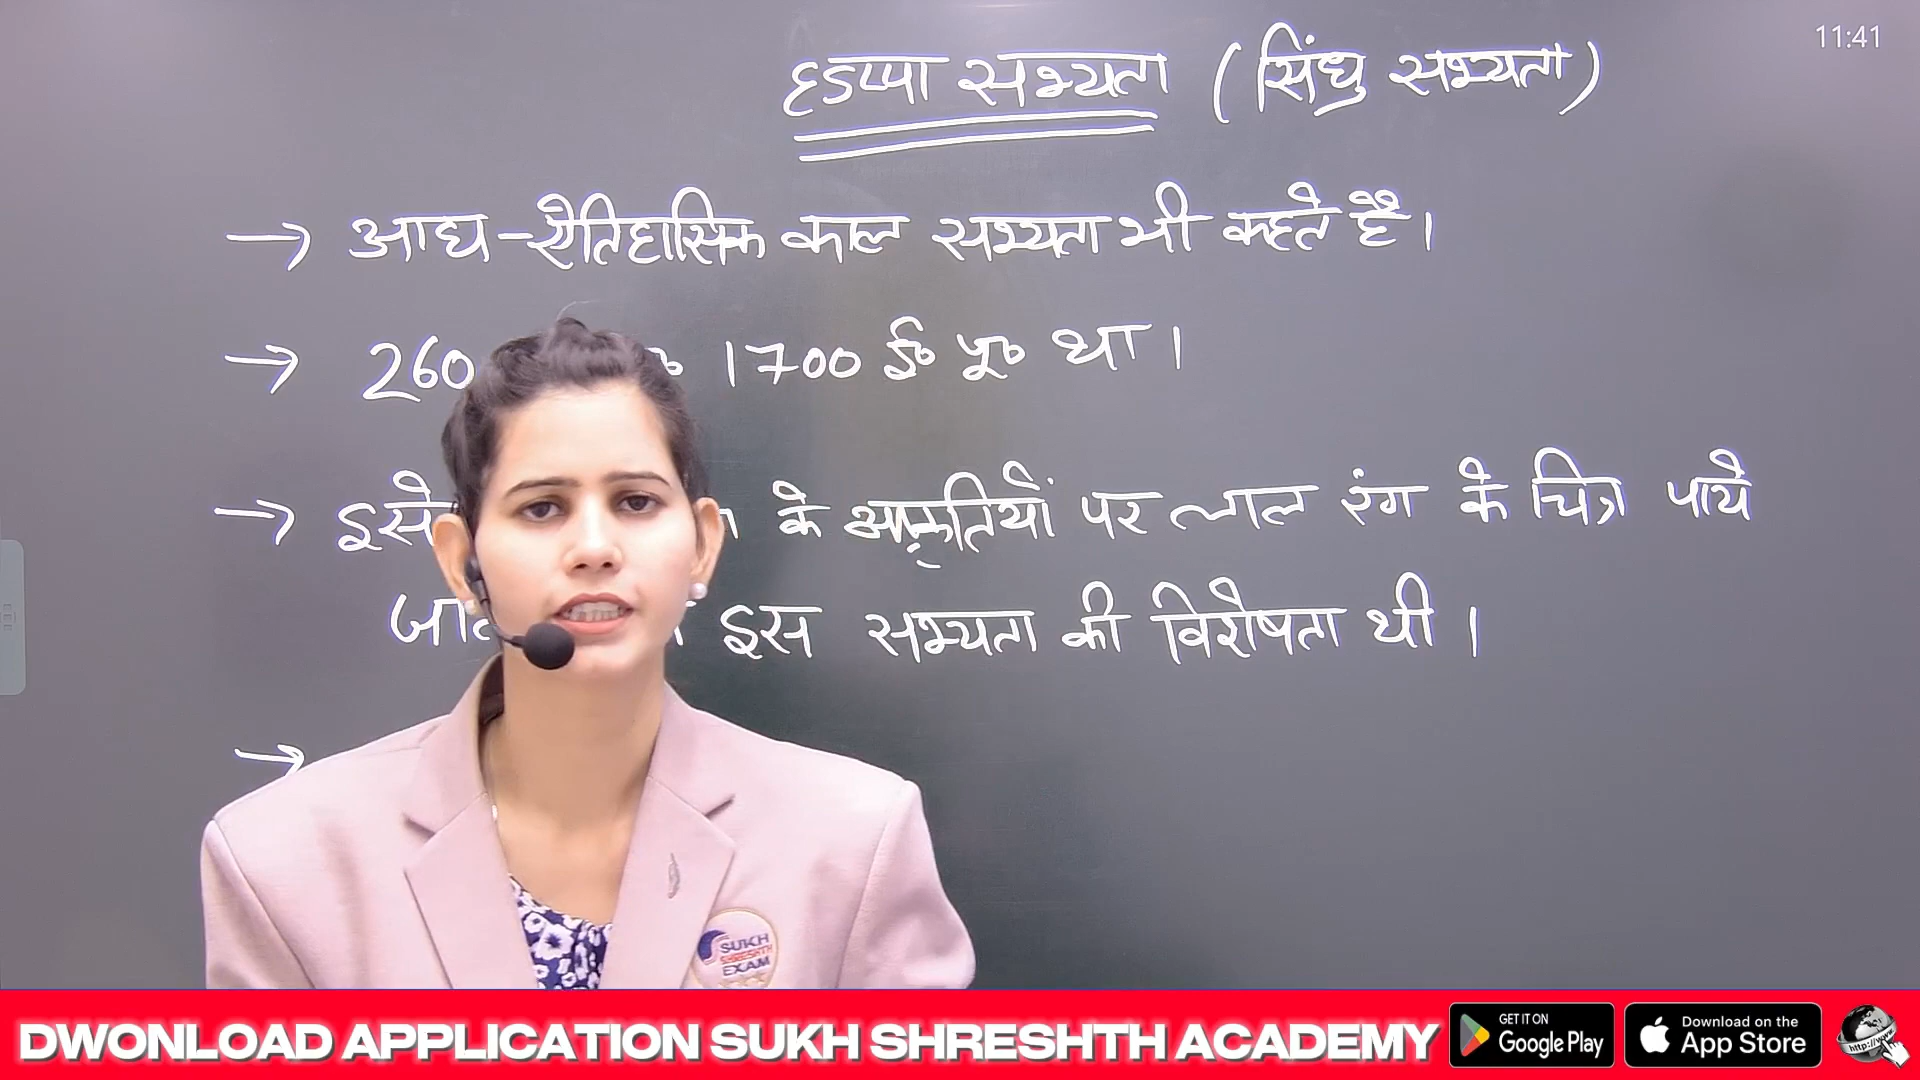 11:41
हडप्पा सभ्यता (सिंधु सभ्यता)
→ आद्य-ऐतिहासिक काल सभ्यता भी कहते है।
→ 260 1700 ई० पू० था।
→ इसे के आकृतियों पर लाल रंग के चित्र पाये
इस सभ्यता की विशेषता थी।
→
SUKH
SHRESHTH
EXAM
DWONLOAD APPLICATION SUKH SHRESHTH ACADEMY
GET IT ON
Google Play
Download on the
App Store